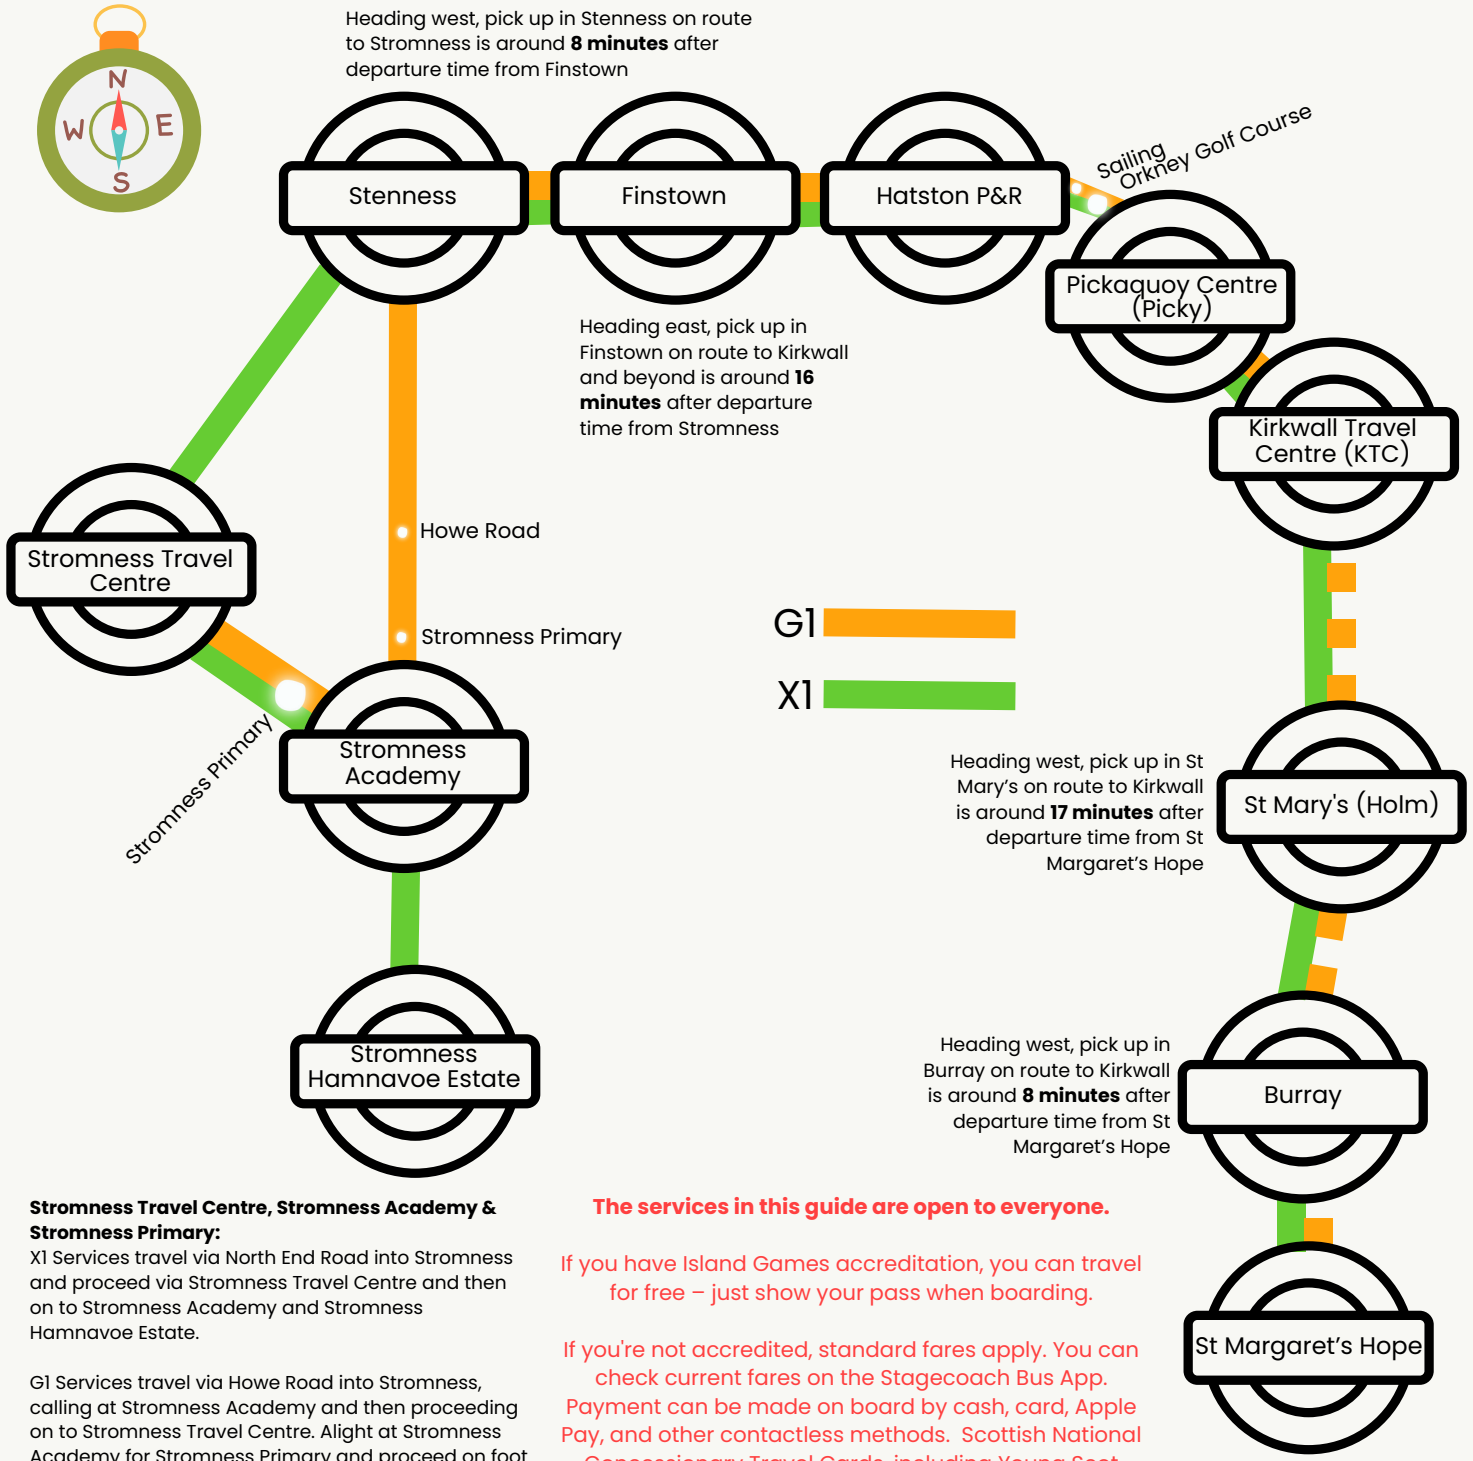 Heading west, pick up in Stenness on route
to Stromness is around 8 minutes after
departure time from Finstown
N
W
E
S
Sailing
Orkney Golf Course
Stenness
Finstown
Hatston P&R
Pickaquoy Centre
(Picky)
Heading east, pick up in
Finstown on route to Kirkwall
and beyond is around 16
minutes after departure
time from Stromness
Kirkwall Travel
Centre (KTC)
Howe Road
Stromness Travel
Centre
Stromness Primary
G1
X1
Stromness Primary
Stromness
Academy
Heading west, pick up in St
Mary’s on route to Kirkwall
is around 17 minutes after
departure time from St
Margaret’s Hope
St Mary's (Holm)
Stromness
Hamnavoe Estate
Heading west, pick up in
Burray on route to Kirkwall
is around 8 minutes after
departure time from St
Margaret’s Hope
Burray
St Margaret’s Hope
Stromness Travel Centre, Stromness Academy &
Stromness Primary:
X1 Services travel via North End Road into Stromness
and proceed via Stromness Travel Centre and then
on to Stromness Academy and Stromness
Hamnavoe Estate.
G1 Services travel via Howe Road into Stromness,
calling at Stromness Academy and then proceeding
on to Stromness Travel Centre. Alight at Stromness
Academy for Stromness Primary and proceed on foot
The services in this guide are open to everyone.
If you have Island Games accreditation, you can travel
for free – just show your pass when boarding.
If you're not accredited, standard fares apply. You can
check current fares on the Stagecoach Bus App.
Payment can be made on board by cash, card, Apple
Pay, and other contactless methods. Scottish National
Concessionary Travel Cards, including Young Scot